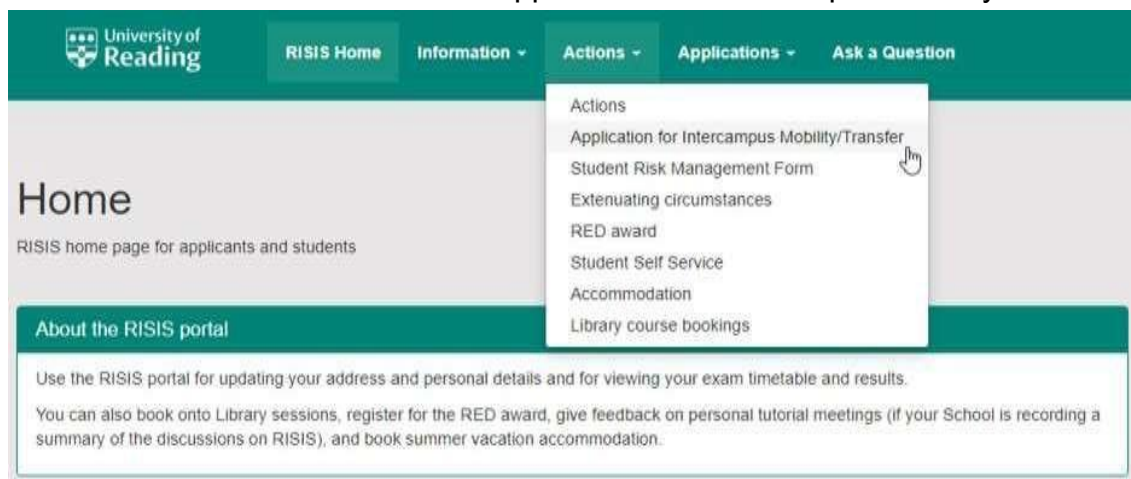 University of
Reading
RISIS Home Information Actions Applications Ask a Question
Actions
Application for Intercampus Mobility/Transfer
Student Risk Management Form
Extenuating circumstances
RED award
Student Self Service
Accommodation
Library course bookings
Home
RISIS home page for applicants and students
About the RISIS portal
Use the RISIS portal for updating your address and personal details and for viewing your exam timetable and results.
You can also book onto Library sessions, register for the RED award, give feedback on personal tutorial meetings (if your School is recording a
summary of the discussions on RISIS), and book summer vacation accommodation.